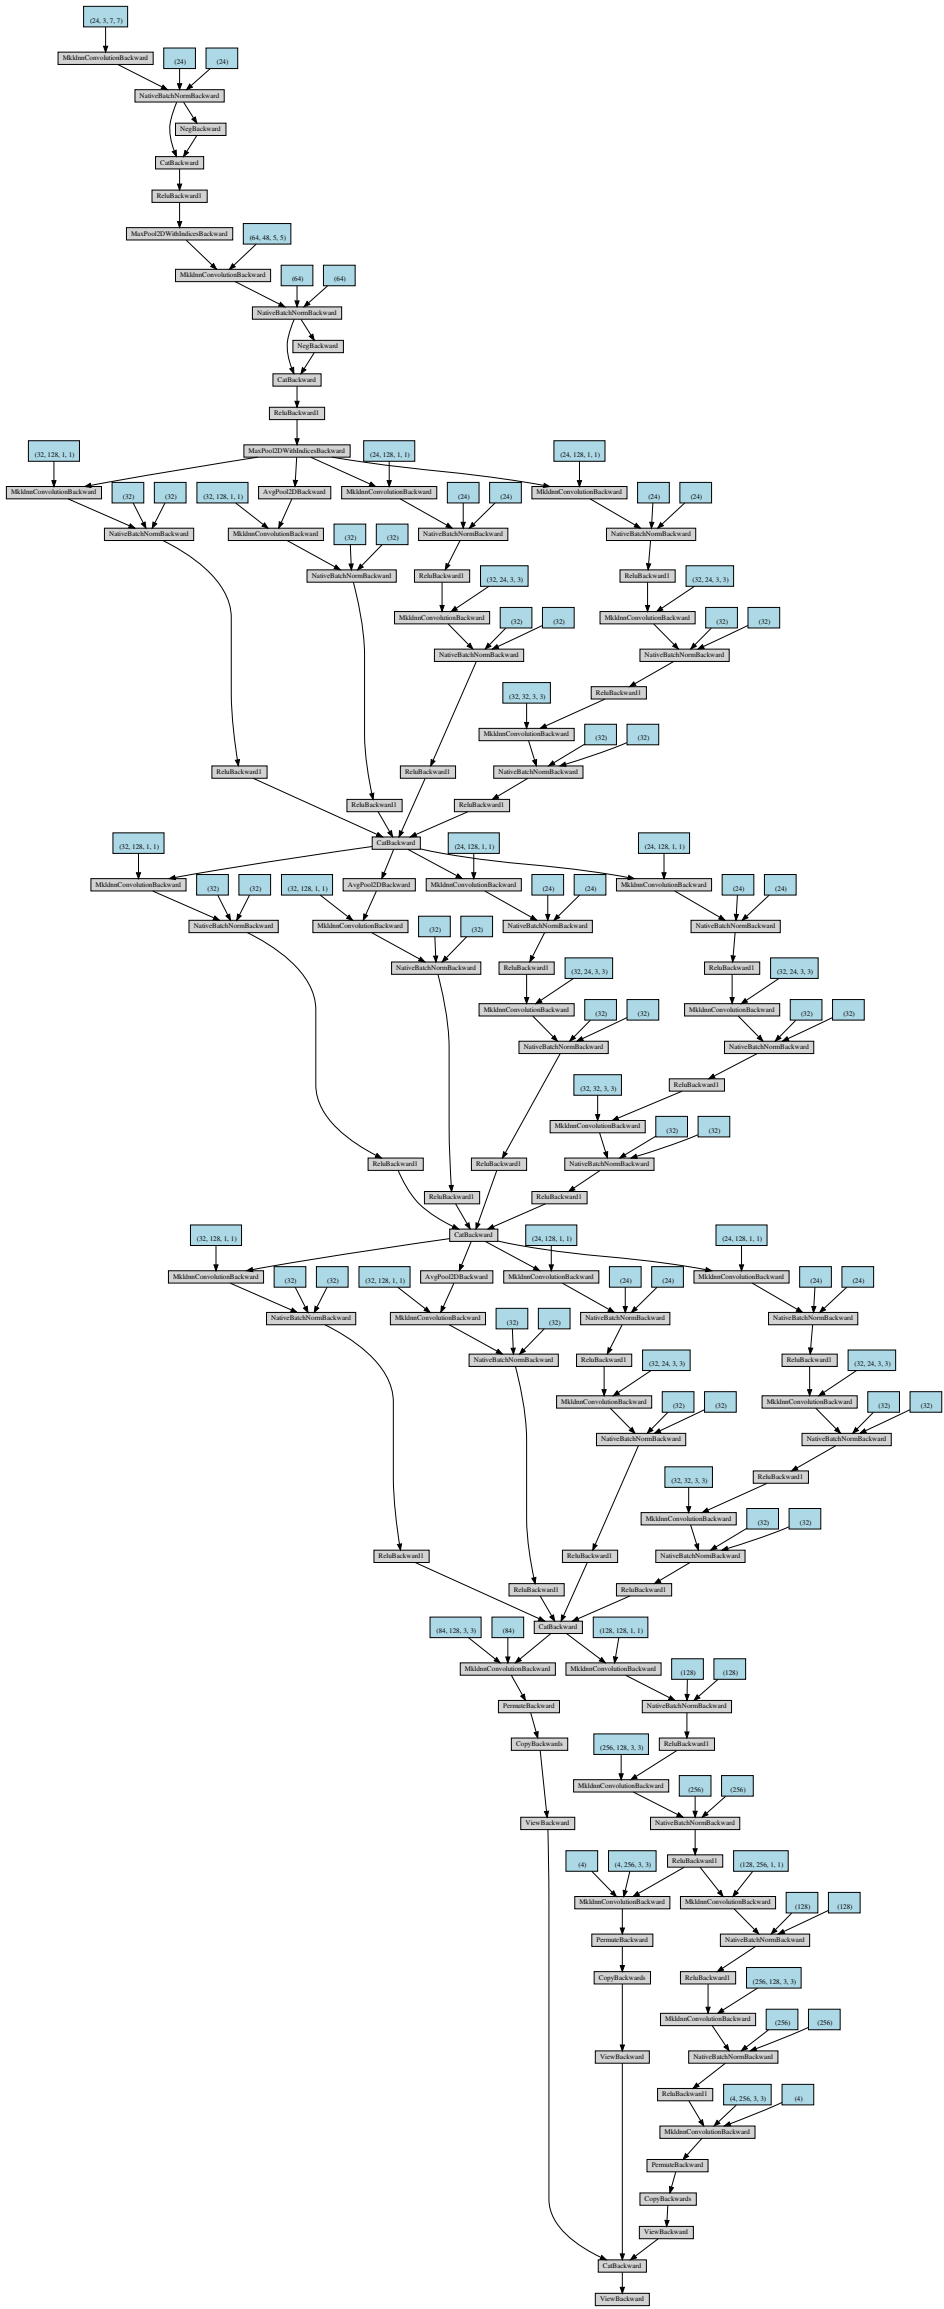 (24, 3, 7, 7)
MkldnnConvolutionBackward
(24)
(24)
NativeBatchNormBackward
NegBackward
CatBackward
ReluBackward1
MaxPool2DWithIndicesBackward
(64, 48, 5, 5)
MkldnnConvolutionBackward
(64)
(64)
NativeBatchNormBackward
NegBackward
CatBackward
ReluBackward1
(32, 128, 1, 1)
MaxPool2DWithIndicesBackward
(24, 128, 1, 1)
(24, 128, 1, 1)
MkldnnConvolutionBackward
(32)
(32)
(32, 128, 1, 1)
AvgPool2DBackward
MkldnnConvolutionBackward
(24)
(24)
MkldnnConvolutionBackward
(24)
(24)
NativeBatchNormBackward
MkldnnConvolutionBackward
(32)
(32)
NativeBatchNormBackward
NativeBatchNormBackward
NativeBatchNormBackward
ReluBackward1
(32, 24, 3, 3)
ReluBackward1
(32, 24, 3, 3)
MkldnnConvolutionBackward
(32)
(32)
MkldnnConvolutionBackward
(32)
(32)
NativeBatchNormBackward
NativeBatchNormBackward
(32, 32, 3, 3)
ReluBackward1
MkldnnConvolutionBackward
(32)
(32)
ReluBackward1
ReluBackward1
NativeBatchNormBackward
ReluBackward1
ReluBackward1
(32, 128, 1, 1)
CatBackward
(24, 128, 1, 1)
(24, 128, 1, 1)
MkldnnConvolutionBackward
(32)
(32)
(32, 128, 1, 1)
AvgPool2DBackward
MkldnnConvolutionBackward
(24)
(24)
MkldnnConvolutionBackward
(24)
(24)
NativeBatchNormBackward
MkldnnConvolutionBackward
(32)
(32)
NativeBatchNormBackward
NativeBatchNormBackward
NativeBatchNormBackward
ReluBackward1
(32, 24, 3, 3)
ReluBackward1
(32, 24, 3, 3)
MkldnnConvolutionBackward
(32)
(32)
MkldnnConvolutionBackward
(32)
(32)
NativeBatchNormBackward
NativeBatchNormBackward
(32, 32, 3, 3)
ReluBackward1
MkldnnConvolutionBackward
(32)
(32)
ReluBackward1
ReluBackward1
NativeBatchNormBackward
ReluBackward1
ReluBackward1
(32, 128, 1, 1)
CatBackward
(24, 128, 1, 1)
(24, 128, 1, 1)
MkldnnConvolutionBackward
(32)
(32)
(32, 128, 1, 1)
AvgPool2DBackward
MkldnnConvolutionBackward
(24)
(24)
MkldnnConvolutionBackward
(24)
(24)
NativeBatchNormBackward
MkldnnConvolutionBackward
(32)
(32)
NativeBatchNormBackward
NativeBatchNormBackward
NativeBatchNormBackward
ReluBackward1
(32, 24, 3, 3)
ReluBackward1
(32, 24, 3, 3)
MkldnnConvolutionBackward
(32)
(32)
MkldnnConvolutionBackward
(32)
(32)
NativeBatchNormBackward
NativeBatchNormBackward
(32, 32, 3, 3)
ReluBackward1
MkldnnConvolutionBackward
(32)
(32)
ReluBackward1
ReluBackward1
NativeBatchNormBackward
ReluBackward1
ReluBackward1
(84, 128, 3, 3)
(84)
CatBackward
(128, 128, 1, 1)
MkldnnConvolutionBackward
MkldnnConvolutionBackward
(128)
(128)
PermuteBackward
NativeBatchNormBackward
CopyBackwards
(256, 128, 3, 3)
ReluBackward1
MkldnnConvolutionBackward
(256)
(256)
ViewBackward
NativeBatchNormBackward
(4)
(4, 256, 3, 3)
ReluBackward1
(128, 256, 1, 1)
MkldnnConvolutionBackward
MkldnnConvolutionBackward
(128)
(128)
PermuteBackward
NativeBatchNormBackward
CopyBackwards
ReluBackward1
(256, 128, 3, 3)
MkldnnConvolutionBackward
(256)
(256)
ViewBackward
NativeBatchNormBackward
ReluBackward1
(4, 256, 3, 3)
(4)
MkldnnConvolutionBackward
PermuteBackward
CopyBackwards
ViewBackward
CatBackward
ViewBackward